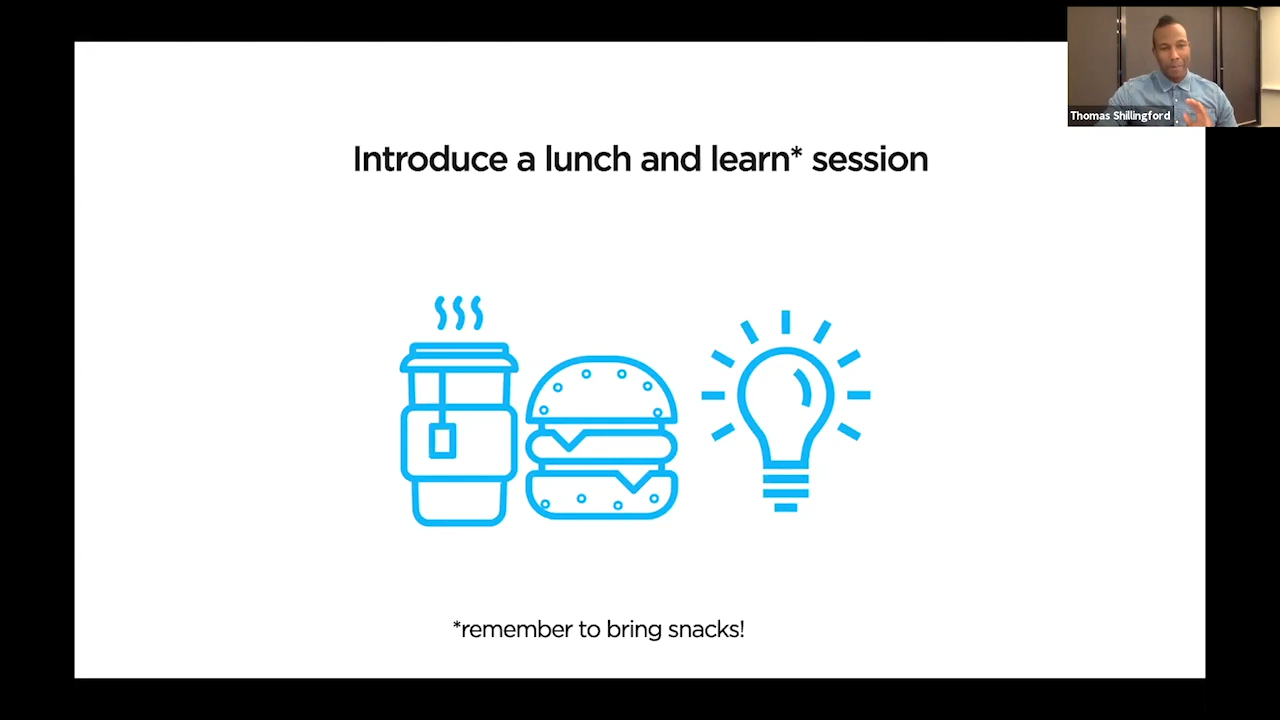 Thomas Shillingford
Introduce a lunch and learn* session
*remember to bring snacks!